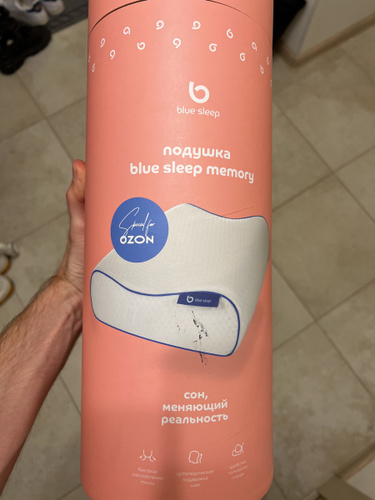 blue sleep
подушка
blue sleep memory
Special for
OZON
blue sleep
сон,
меняющий
реальность